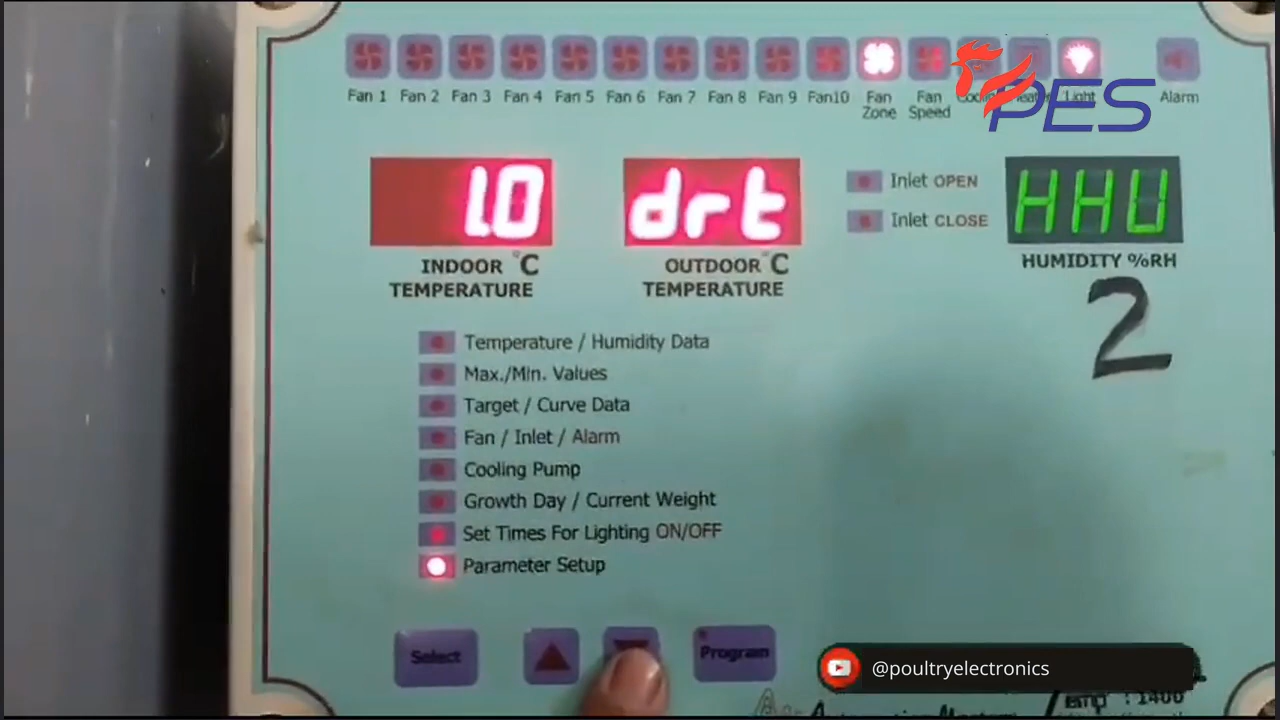 Fan 1 Fan 2 Fan 3 Fan 4 Fan 5 Fan 6 Fan 7 Fan 8 Fan 9 Fan10 Fan Zone Fan Speed /Light Alarm
PES
1.0 drt HHU
Inlet OPEN
Inlet CLOSE
INDOOR °C
TEMPERATURE
OUTDOOR °C
TEMPERATURE
HUMIDITY %RH
2
Temperature / Humidity Data
Max./Min. Values
Target / Curve Data
Fan / Inlet / Alarm
Cooling Pump
Growth Day / Current Weight
Set Times For Lighting ON/OFF
Parameter Setup
Select Program
@poultryelectronics
: 1400